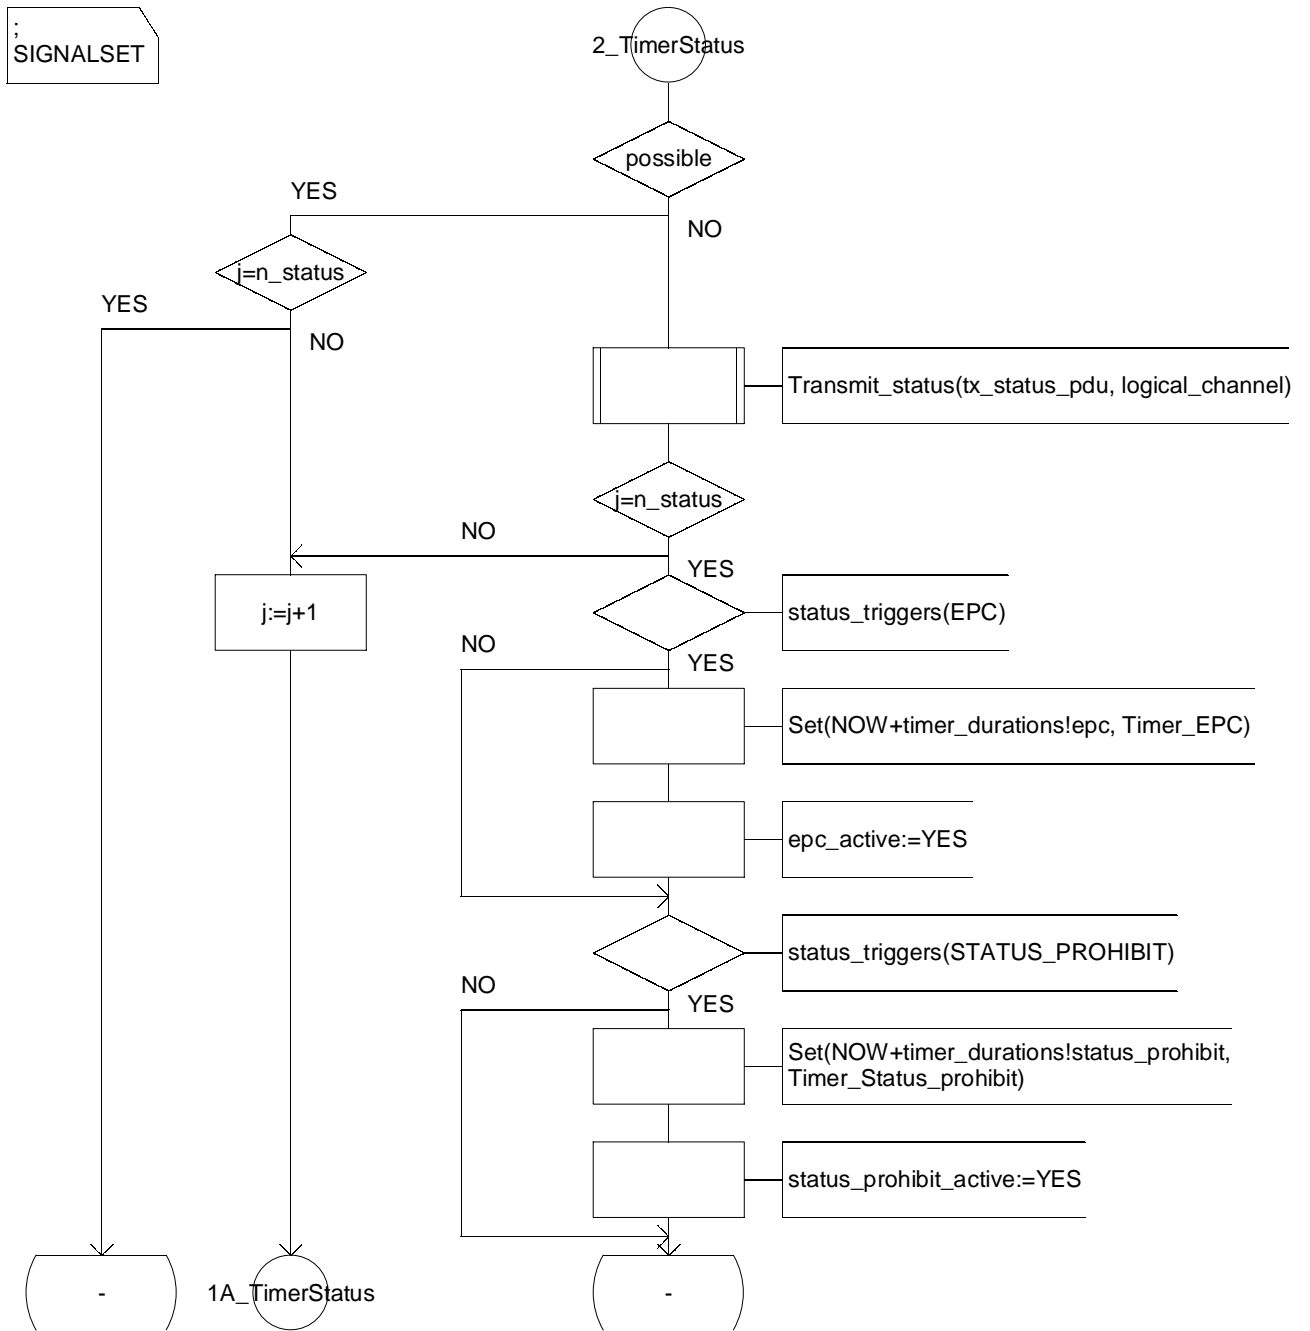 ;
SIGNALSET
2_TimerStatus
possible
YES
NO
j=n_status
YES
NO
Transmit_status(tx_status_pdu, logical_channel)
j=n_status
NO
YES
j:=j+1
status_triggers(EPC)
NO
YES
Set(NOW+timer_durations!epc, Timer_EPC)
epc_active:=YES
status_triggers(STATUS_PROHIBIT)
NO
YES
Set(NOW+timer_durations!status_prohibit,
Timer_Status_prohibit)
status_prohibit_active:=YES
-
1A_TimerStatus
-